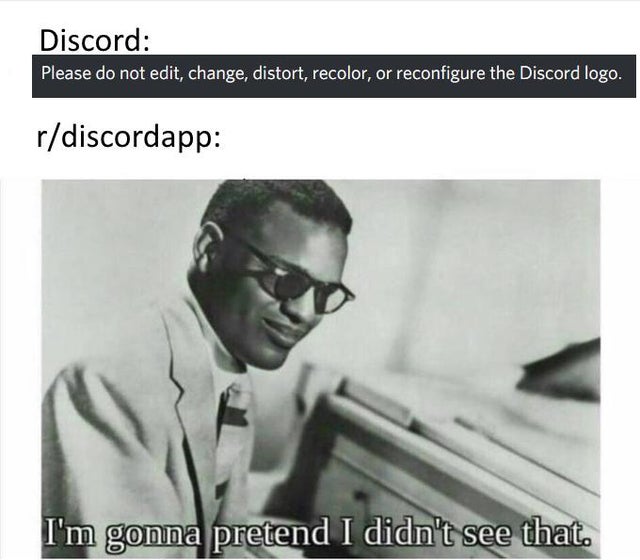 Discord:
Please do not edit, change, distort, recolor, or reconfigure the Discord logo.
r/discordapp:
I'm gonna pretend I didn't see that.